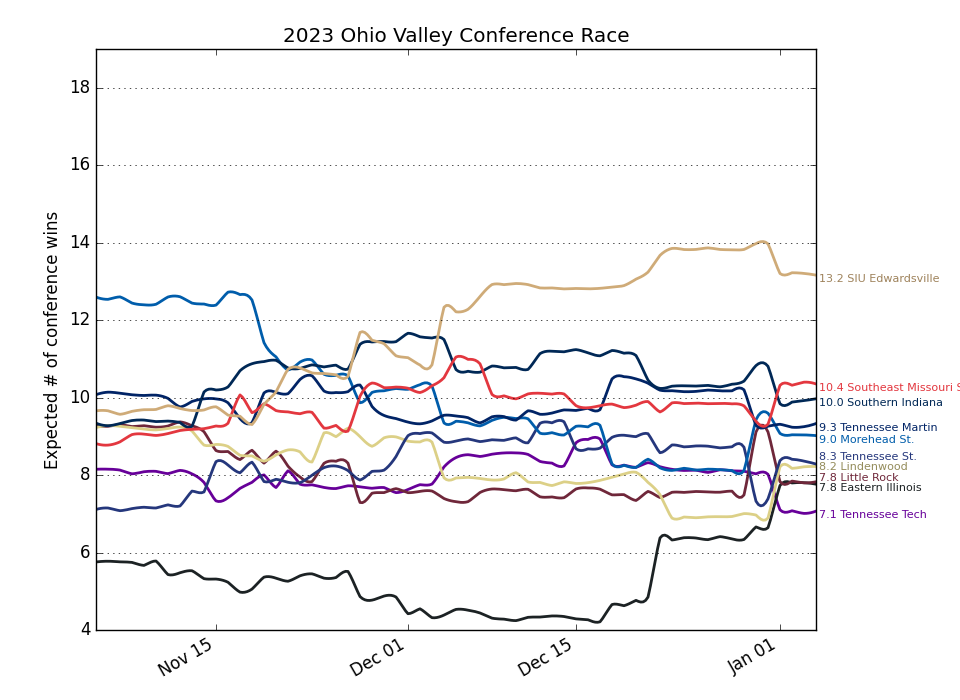 2023 Ohio Valley Conference Race
Expected # of conference wins
18
16
14
12
10
8
6
4
Nov 15
Dec 01
Dec 15
Jan 01
13.2 SIU Edwardsville
10.4 Southeast Missouri S
10.0 Southern Indiana
9.3 Tennessee Martin
9.0 Morehead St.
8.3 Tennessee St.
8.2 Lindenwood
7.8 Little Rock
7.8 Eastern Illinois
7.1 Tennessee Tech